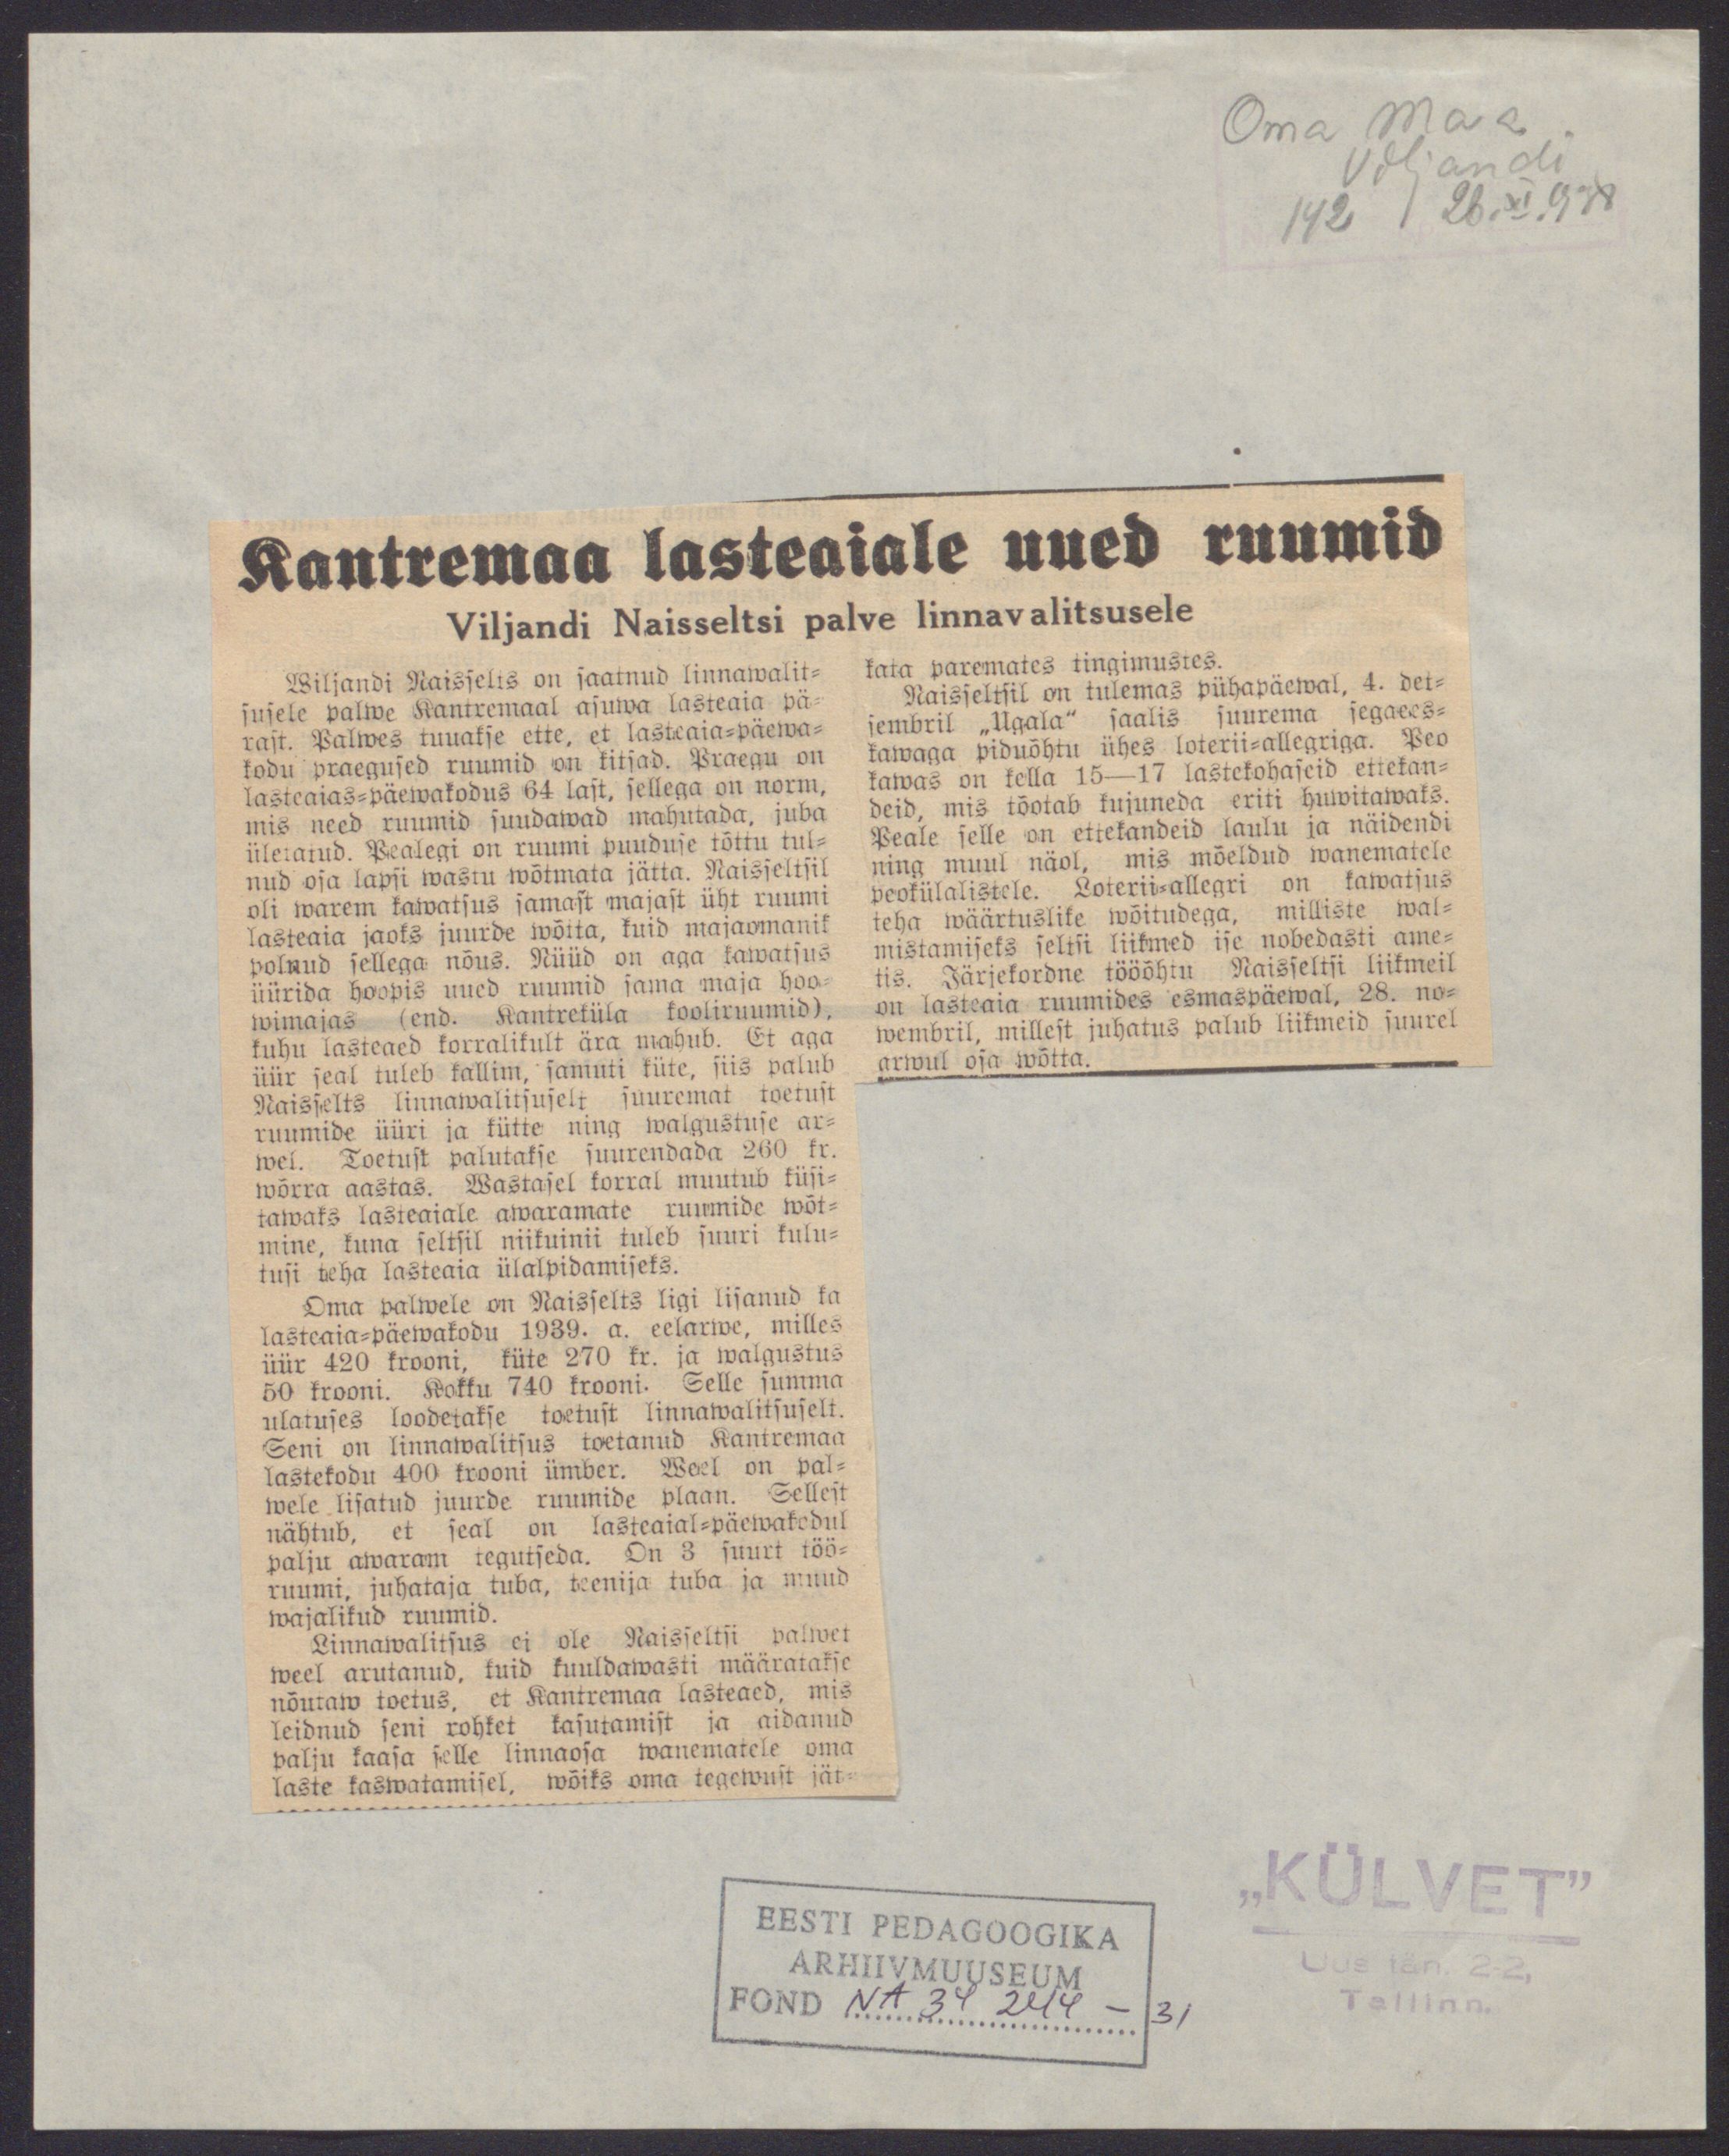 Oma Maa
Viljandi
142 26.XI.938
Kantremaa lasteaiale uued ruumid
Viljandi Naisseltsi palve linnavalitsusele
Wiljandi Naisselts on saatnud linnawalit-
susele palwe Kantremaal asuwa lasteaia pä-
rast. Palwes tuuakse ette, et lasteaia-päewa-
kodu praegused ruumid on kitsad. Praegu on
lasteaias-päewakodus 64 last, sellega on norm,
mis need ruumid suudawad mahutada, juba
ületatud. Pealegi on ruumi puuduse tõttu tul-
nud osa lapsi wastu wõtmata jätta. Naisseltsil
oli warem kawatsus samast majast üht ruumi
lasteaia jaoks juurde wõtta, kuid majaomanik
polnud sellega nõus. Nüüd on aga kawatsus
üürida hoopis uued ruumid sama maja hoo-
wimajas (end. Kantreküla kooliruumid),
kuhu lasteaed korralikult ära mahub. Et aga
üür seal tuleb kallim, samuti küte, siis palub
Naisselts linnawalitsuselt suuremat toetust
ruumide üüri ja kütte ning walgustuse ar-
wel. Toetust palutakse suurendada 260 kr.
wõrra aastas. Wastasel korral muutub küsi-
tawaks lasteaiale awaramate ruumide wõt-
mine, kuna seltsil niikuinii tuleb suuri kulu-
tusi teha lasteaia ülalpidamiseks.
Oma palwele on Naisselts ligi lisanud ka
lasteaia-päewakodu 1939. a. eelarwe, milles
üür 420 krooni, küte 270 kr. ja walgustus
50 krooni. Kokku 740 krooni. Selle summa
ulatuses loodetakse toetust linnawalitsuselt.
Seni on linnawalitsus toetanud Kantremaa
lastekodu 400 krooni ümber. Weel on pal-
wele lisatud juurde ruumide plaan. Sellest
nähtub, et seal on lasteaial-päewakodul
palju awaram tegutseda. On 3 suurt töö-
ruumi, juhataja tuba, teenija tuba ja muud
wajalikud ruumid.
Linnawalitsus ei ole Naisseltsi palwet
weel arutanud, kuid kuuldawasti määratakse
nõutaw toetus, et Kantremaa lasteaed, mis
leidnud seni rohket kasutamist ja aidanud
palju kaasa selle linnaosa wanematele oma
laste kaswatamisel, wõiks oma tegewust jät-
kata paremates tingimustes.
Naisseltsil on tulemas pühapäewal, 4. det-
sembril „Ugala“ saalis suurema segaees-
kawaga piduõhtu ühes loterii-allegriga. Peo
kawas on kella 15—17 lastekohaseid ettekan-
deid, mis tõotab kujuneda eriti huwitawaks.
Peale selle on ettekandeid laulu ja näidendi
ning muul näol, mis mõeldud wanematele
peokülalistele. Loterii-allegri on kawatsus
teha wäärtuslike wõitudega, milliste wal-
mistamiseks seltsi liikmed ise nobedasti ame-
tis. Järjekordne tööõhtu Naisseltsi liikmeil
on lasteaia ruumides esmaspäewal, 28. no-
wembril, millest juhatus palub liikmeid suurel
arwul osa wõtta.
EESTI PEDAGOOGIKA
ARHIIVMUUSEUM
FOND NA 34 244 - 31
„KÜLVET”
Uus tän. 2-2,
Tallinn.